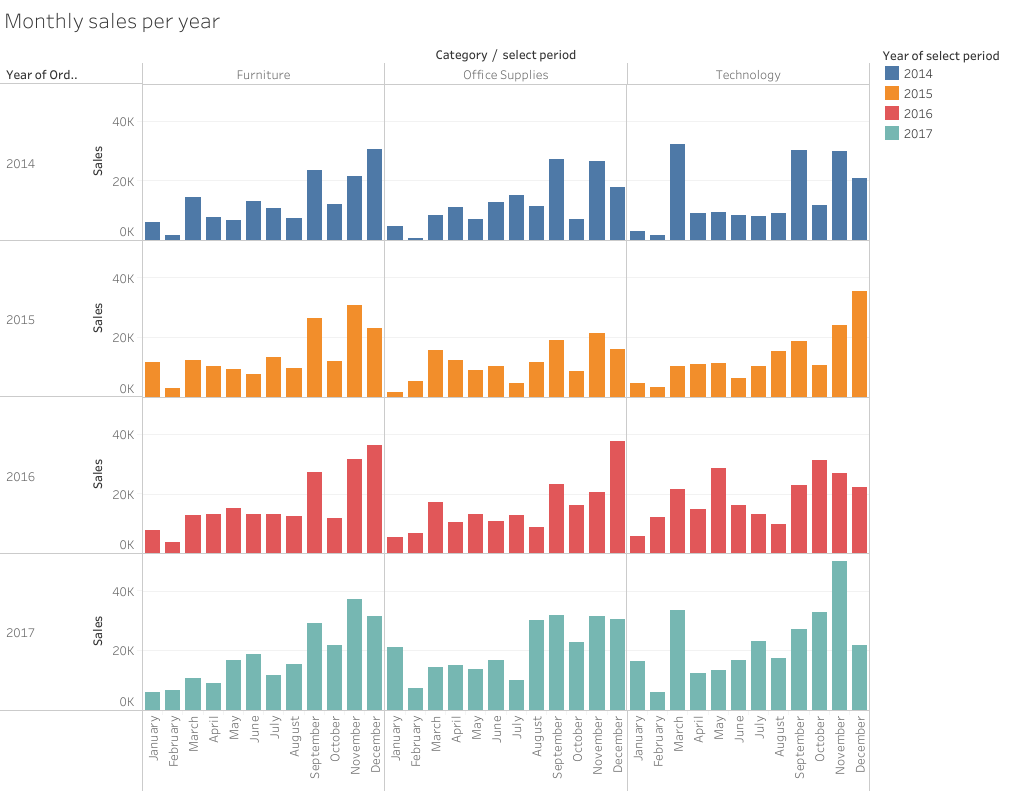 Monthly sales per year
Category / select period
Year of select period
Year of Ord..
Furniture
Office Supplies
Technology
2014
2015
2016
2017
2014
Sales
40K
20K
0K
2015
Sales
40K
20K
0K
2016
Sales
40K
20K
0K
2017
Sales
40K
20K
0K
January
February
March
April
May
June
July
August
September
October
November
December
January
February
March
April
May
June
July
August
September
October
November
December
January
February
March
April
May
June
July
August
September
October
November
December